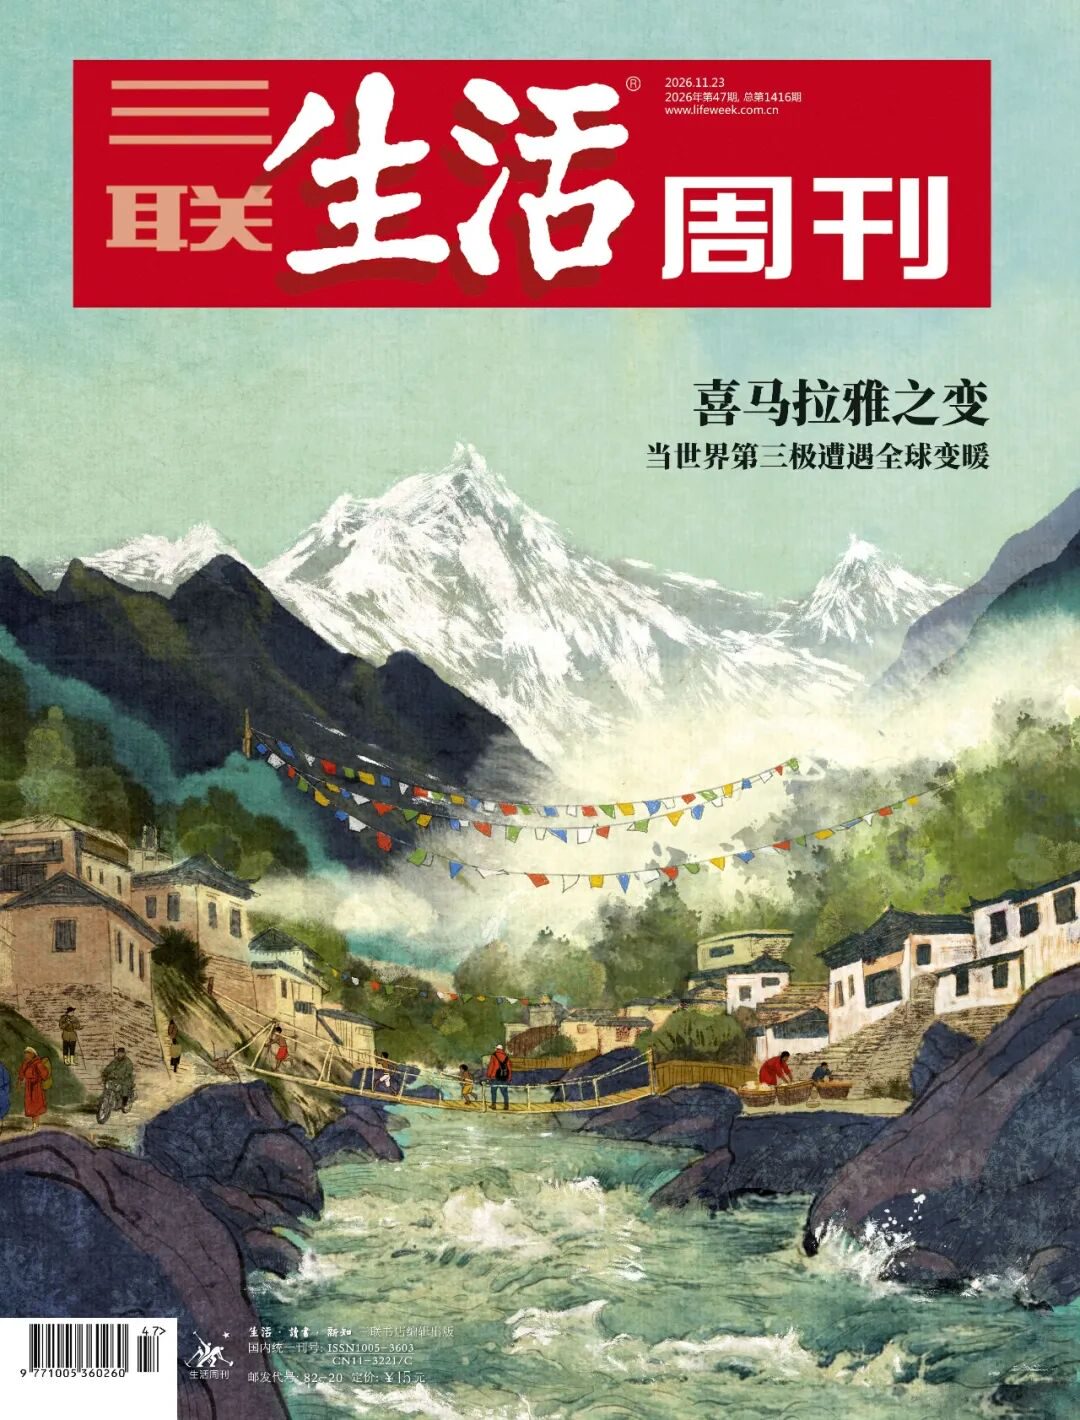 三联生活周刊®
2026.11.23
2026年第47期, 总第1416期
www.lifeweek.com.cn
喜马拉雅之变
当世界第三极遭遇全球变暖
47>
9 771005 360260
生活周刊
生活·读书·新知 三联书店编辑出版
国内统一刊号: ISSN1005-3603
CN11-3221/C
邮发代号: 82-20 定价: ¥15元